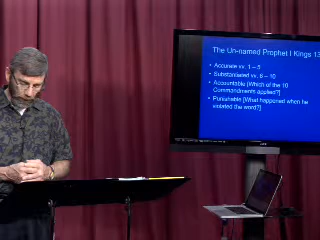 The Un-named Prophet I Kings 13
• Accurate vv. 1 – 5
• Substantiated vv. 6 – 10
• Accountable [Which of the 10
Commandments applied?]
• Punishable [What happened when he
violated the word?]